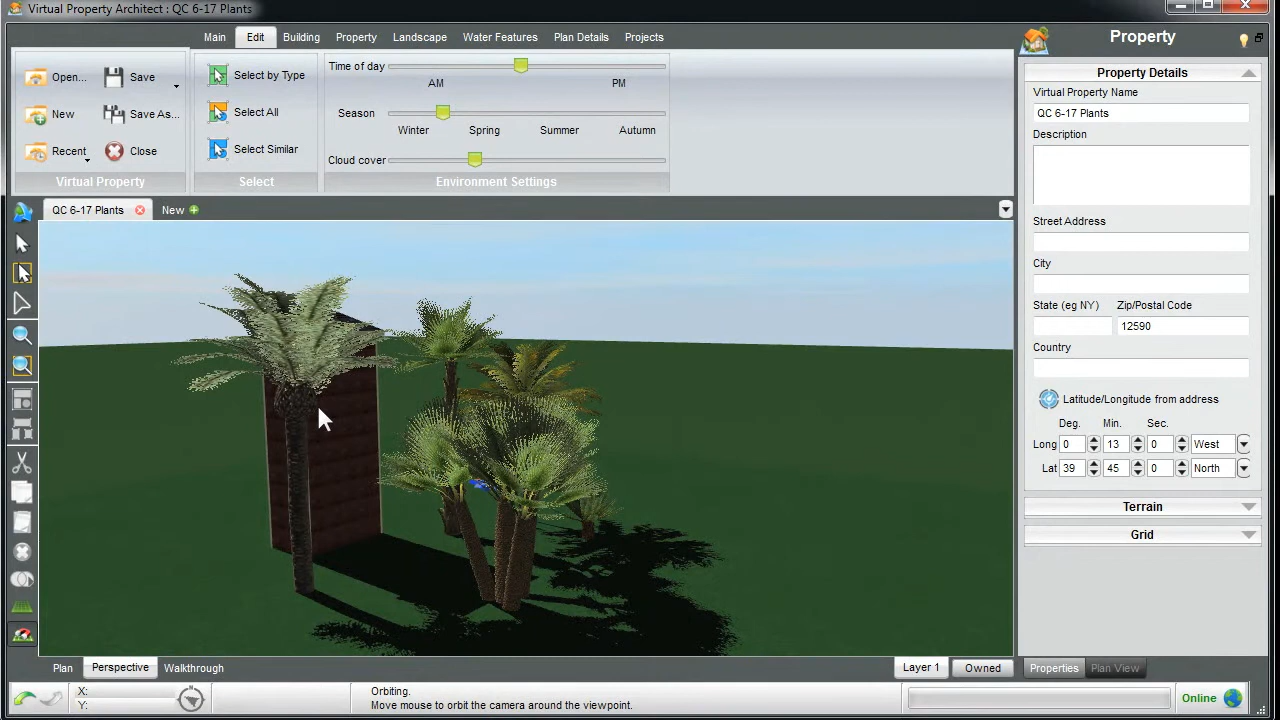 Virtual Property Architect : QC 6-17 Plants
Main Edit Building Property Landscape Water Features Plan Details Projects
Open... Save
New Save As...
Recent Close
Virtual Property
Select by Type
Select All
Select Similar
Select
Time of day
AM PM
Season
Winter Spring Summer Autumn
Cloud cover
Environment Settings
QC 6-17 Plants New
Property
Property Details
Virtual Property Name
QC 6-17 Plants
Description
Street Address
City
State (eg NY) Zip/Postal Code
12590
Country
Latitude/Longitude from address
Deg. Min. Sec.
Long 0 13 0 West
Lat 39 45 0 North
Terrain
Grid
Plan Perspective Walkthrough
Layer 1 Owned
Properties Plan View
X:
Y:
Orbiting.
Move mouse to orbit the camera around the viewpoint.
Online